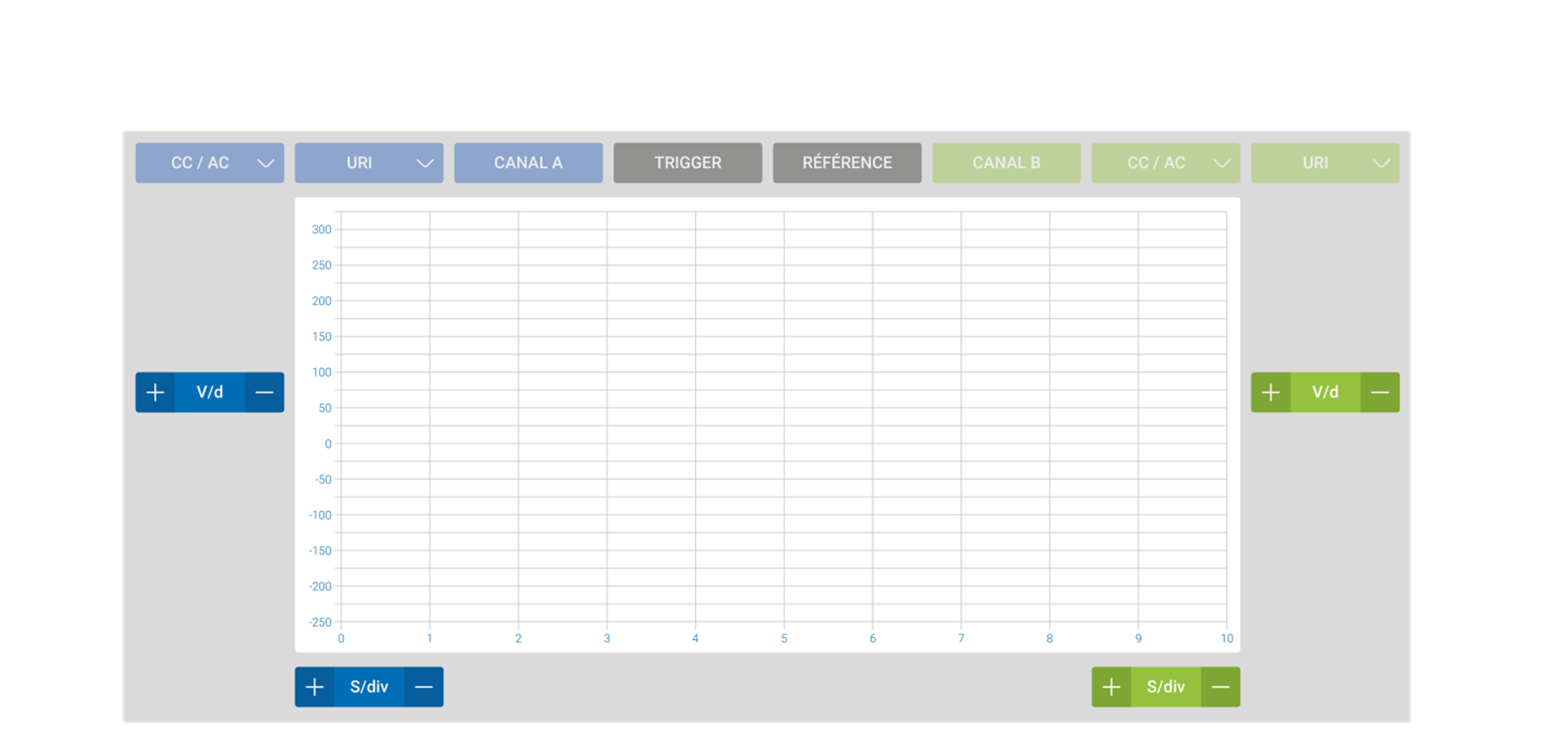 CC / AC
URI
CANAL A
TRIGGER
RÉFÉRENCE
CANAL B
CC / AC
URI
300
250
200
150
100
50
0
-50
-100
-150
-200
-250
0 1 2 3 4 5 6 7 8 9 10
+ V/d —
+ V/d —
+ S/div —
+ S/div —